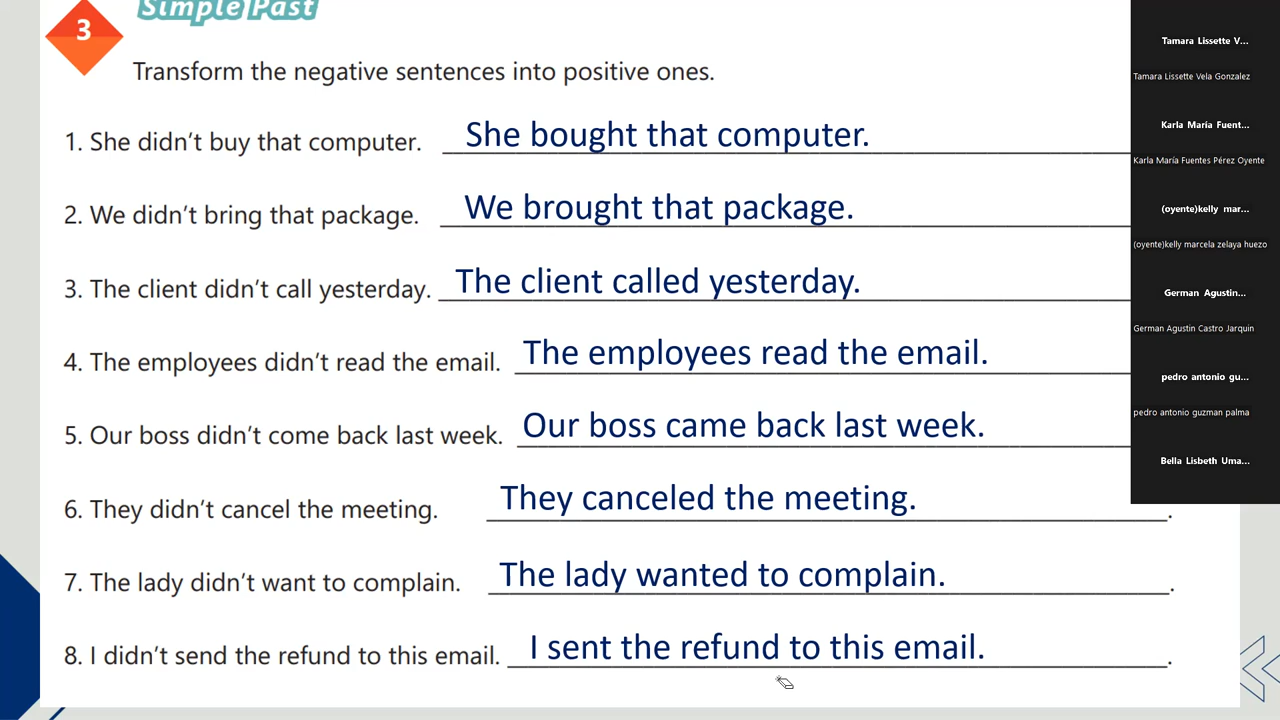 Simple Past
3
Transform the negative sentences into positive ones.
1. She didn't buy that computer. She bought that computer.
2. We didn't bring that package. We brought that package.
3. The client didn't call yesterday. The client called yesterday.
4. The employees didn't read the email. The employees read the email.
5. Our boss didn't come back last week. Our boss came back last week.
6. They didn't cancel the meeting. They canceled the meeting. .
7. The lady didn't want to complain. The lady wanted to complain. .
8. I didn't send the refund to this email. I sent the refund to this email. .
Tamara Lissette V...
Tamara Lissette Vela Gonzalez
Karla María Fuent...
Karla María Fuentes Pérez Oyente
(oyente)kelly mar...
(oyente)kelly marcela zelaya huezo
German Agustin...
German Agustin Castro Jarquin
pedro antonio gu...
pedro antonio guzman palma
Bella Lisbeth Uma...